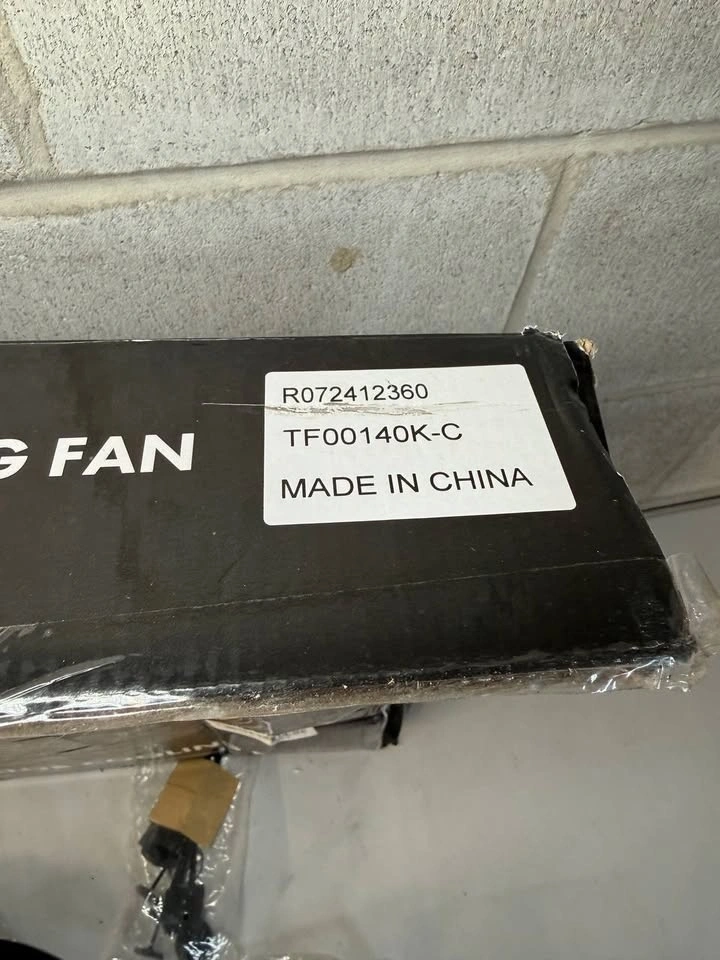 G FAN
R072412360
TF00140K-C
MADE IN CHINA